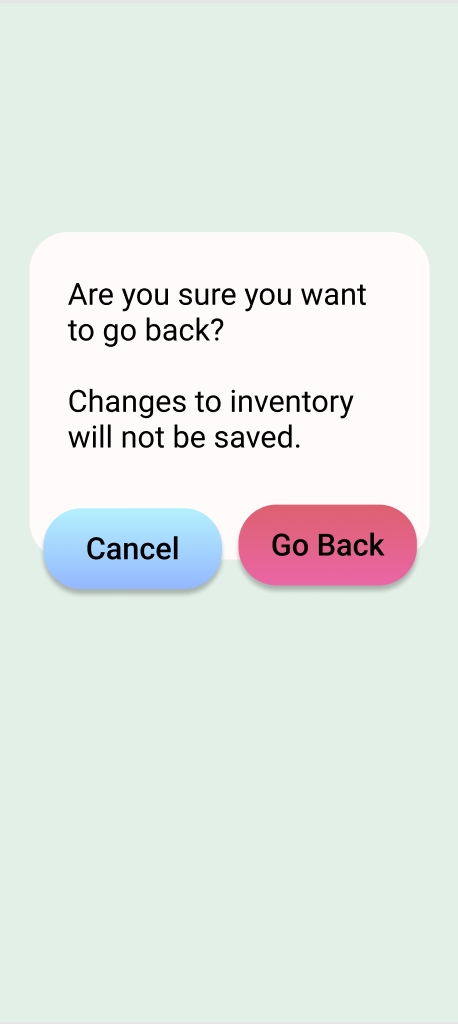 Are you sure you want
to go back?
Changes to inventory
will not be saved.
Cancel
Go Back